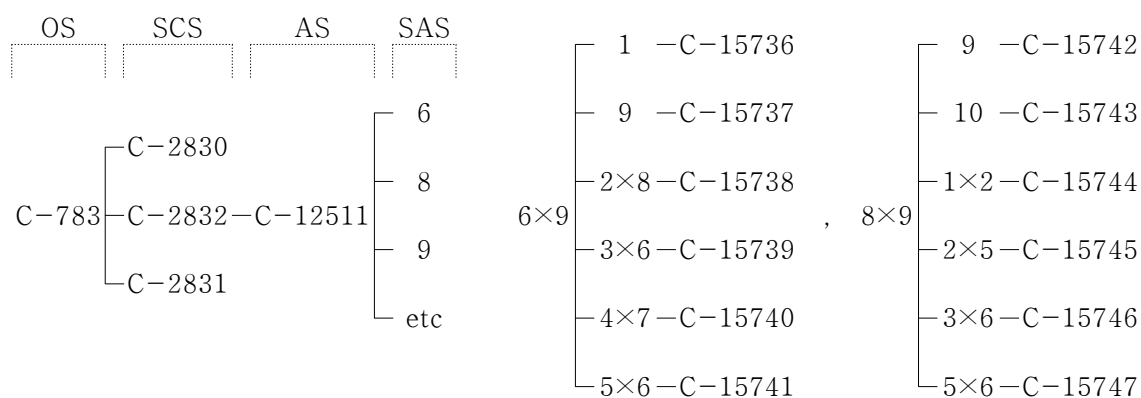 OS SCS AS SAS
1 －C－15736
9 －C－15742
6
9 －C－15737
10 －C－15743
C－2830
8
2×8－C－15738
1×2－C－15744
C－783 C－2832－C－12511
6×9 , 8×9
9
3×6－C－15739
2×5－C－15745
C－2831
etc
4×7－C－15740
3×6－C－15746
5×6－C－15741
5×6－C－15747